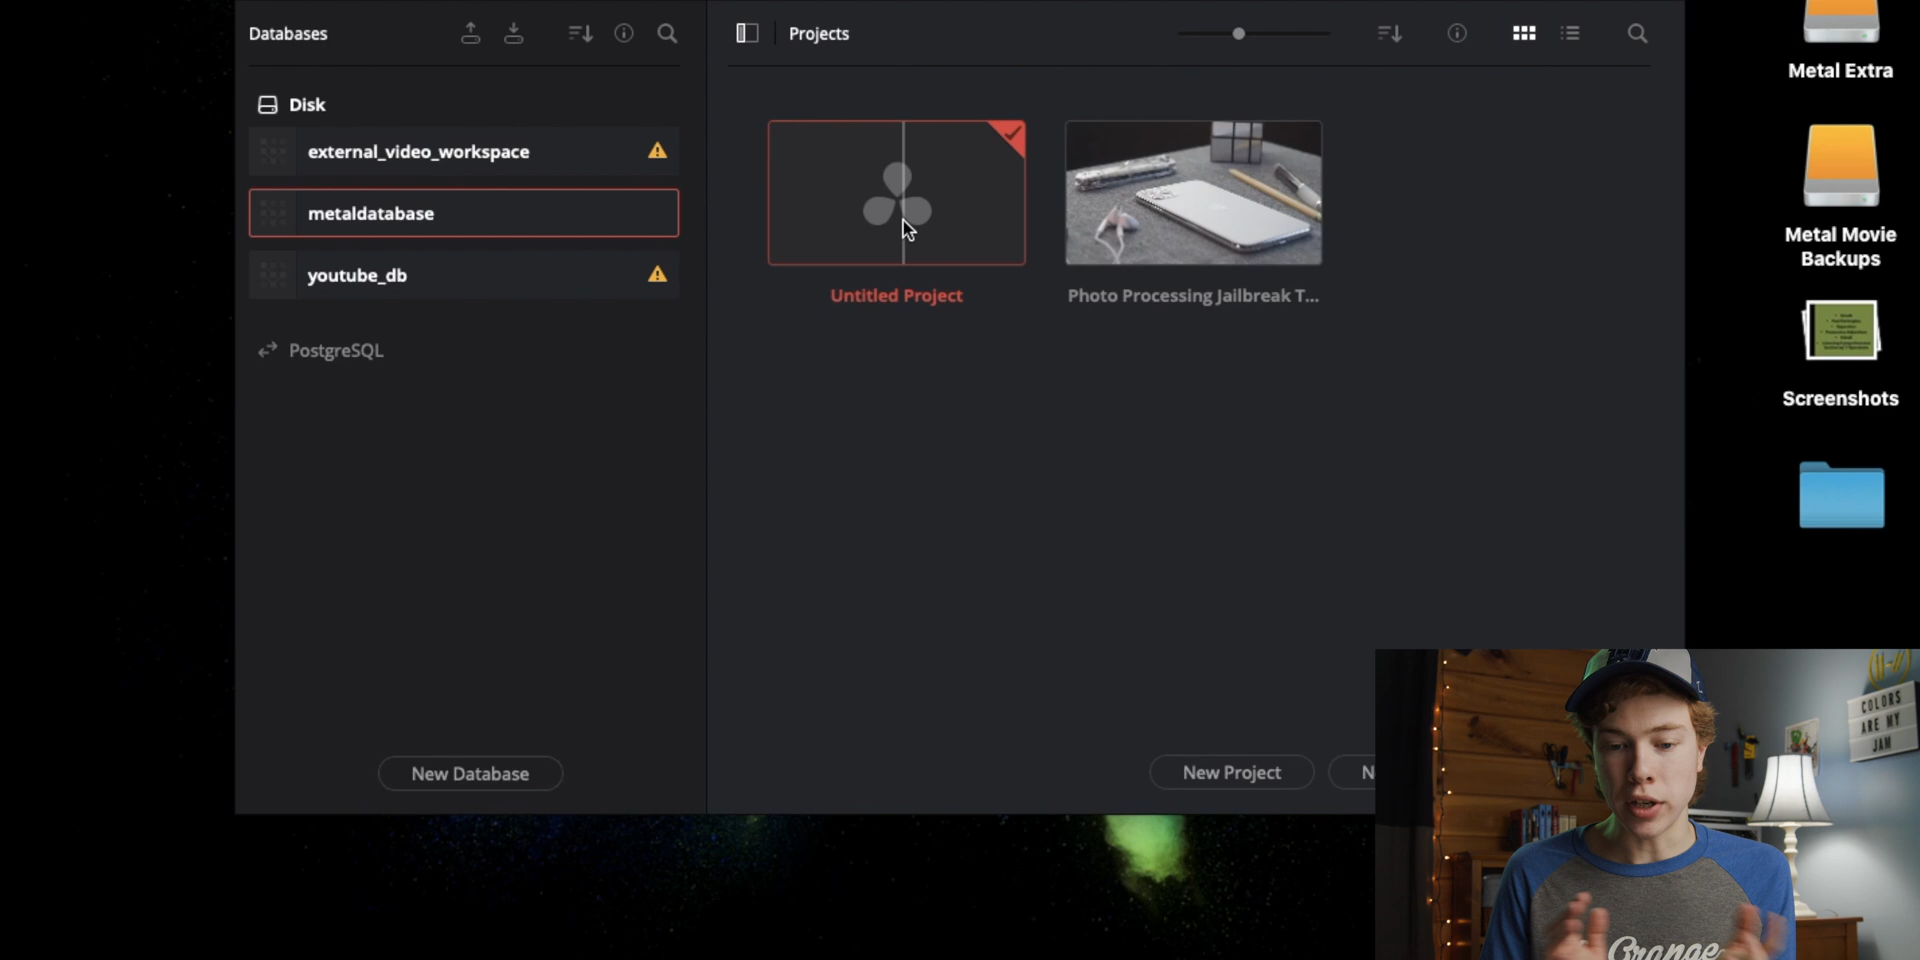 Databases
Projects
Disk
external_video_workspace
metaldatabase
youtube_db
PostgreSQL
Untitled Project
Photo Processing Jailbreak T...
New Database
New Project
Metal Extra
Metal Movie
Backups
Screenshots
COLORS
ARE MY
JAM
Orange